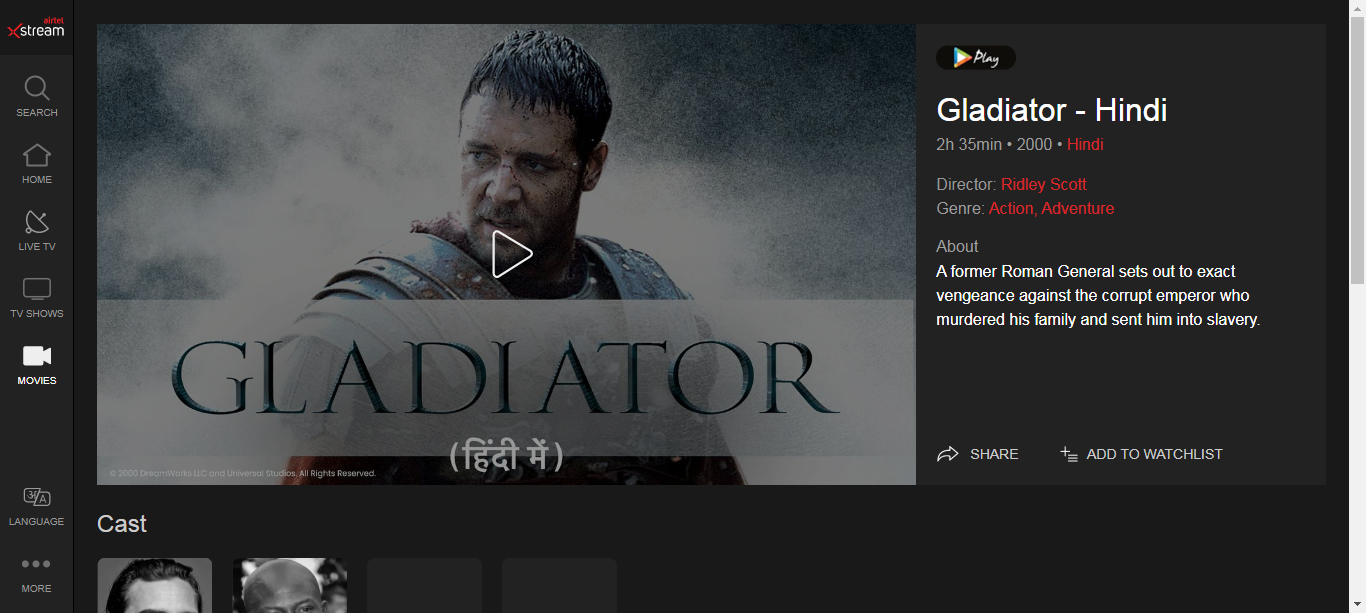 airtel
xstream
SEARCH
HOME
LIVE TV
TV SHOWS
MOVIES
LANGUAGE
MORE
GLADIATOR
(हिंदी में)
© 2000 DreamWorks LLC and Universal Studios. All Rights Reserved.
Play
Gladiator - Hindi
2h 35min • 2000 • Hindi
Director: Ridley Scott
Genre: Action, Adventure
About
A former Roman General sets out to exact
vengeance against the corrupt emperor who
murdered his family and sent him into slavery.
SHARE
ADD TO WATCHLIST
Cast